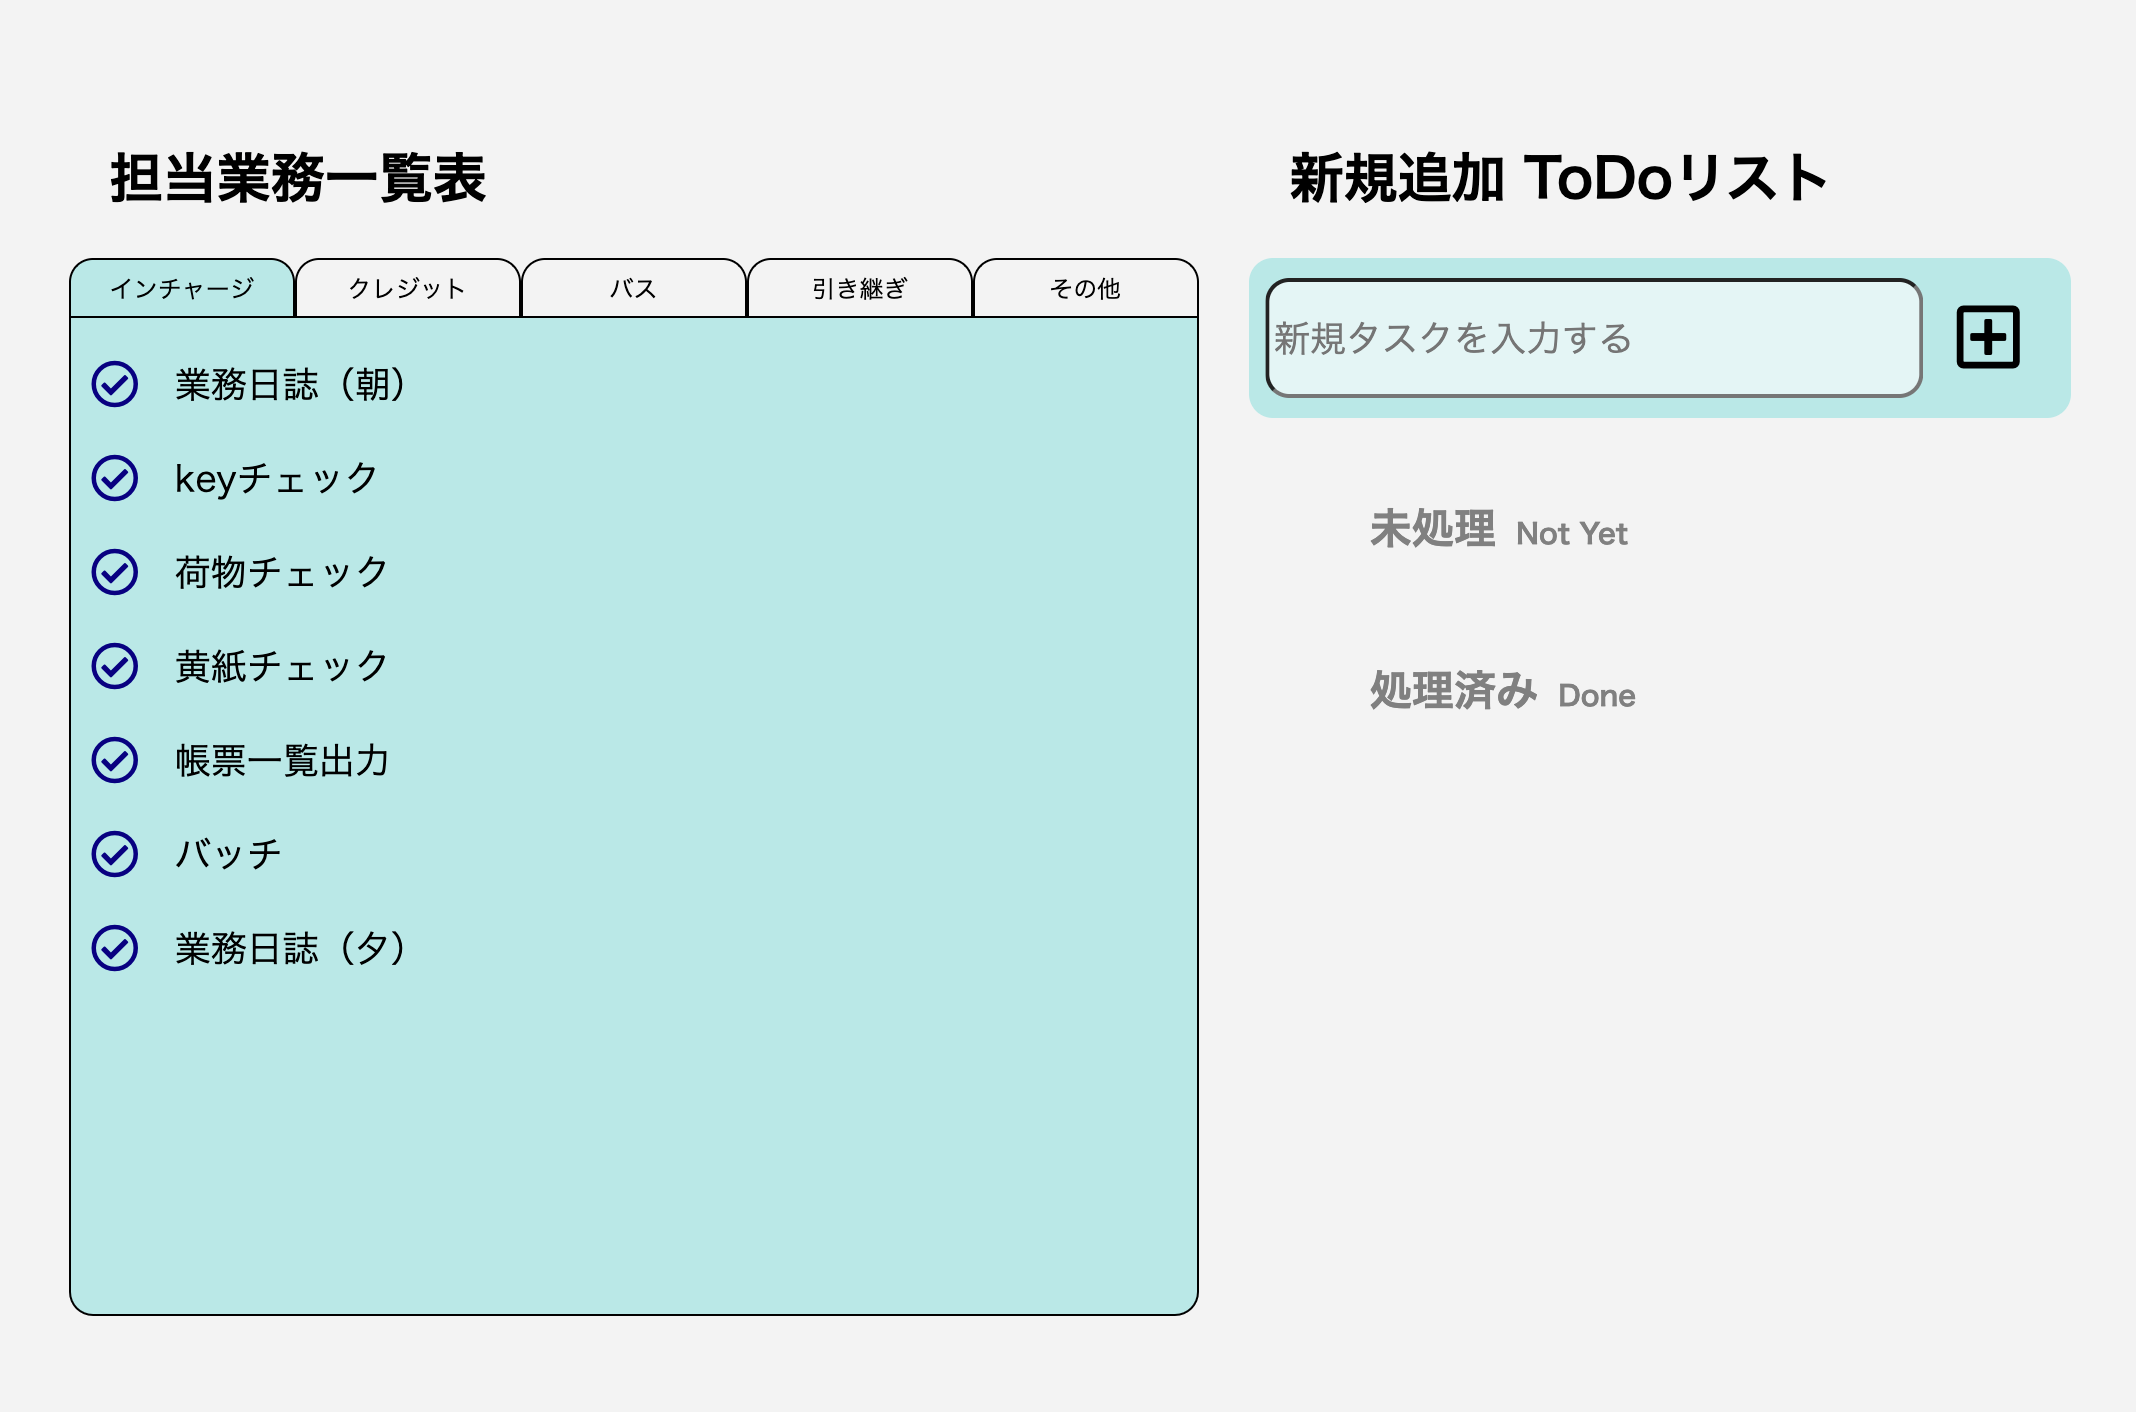 担当業務一覧表
インチャージ
クレジット
バス
引き継ぎ
その他
業務日誌（朝）
keyチェック
荷物チェック
黄紙チェック
帳票一覧出力
バッチ
業務日誌（夕）
新規追加 ToDoリスト
新規タスクを入力する
未処理 Not Yet
処理済み Done